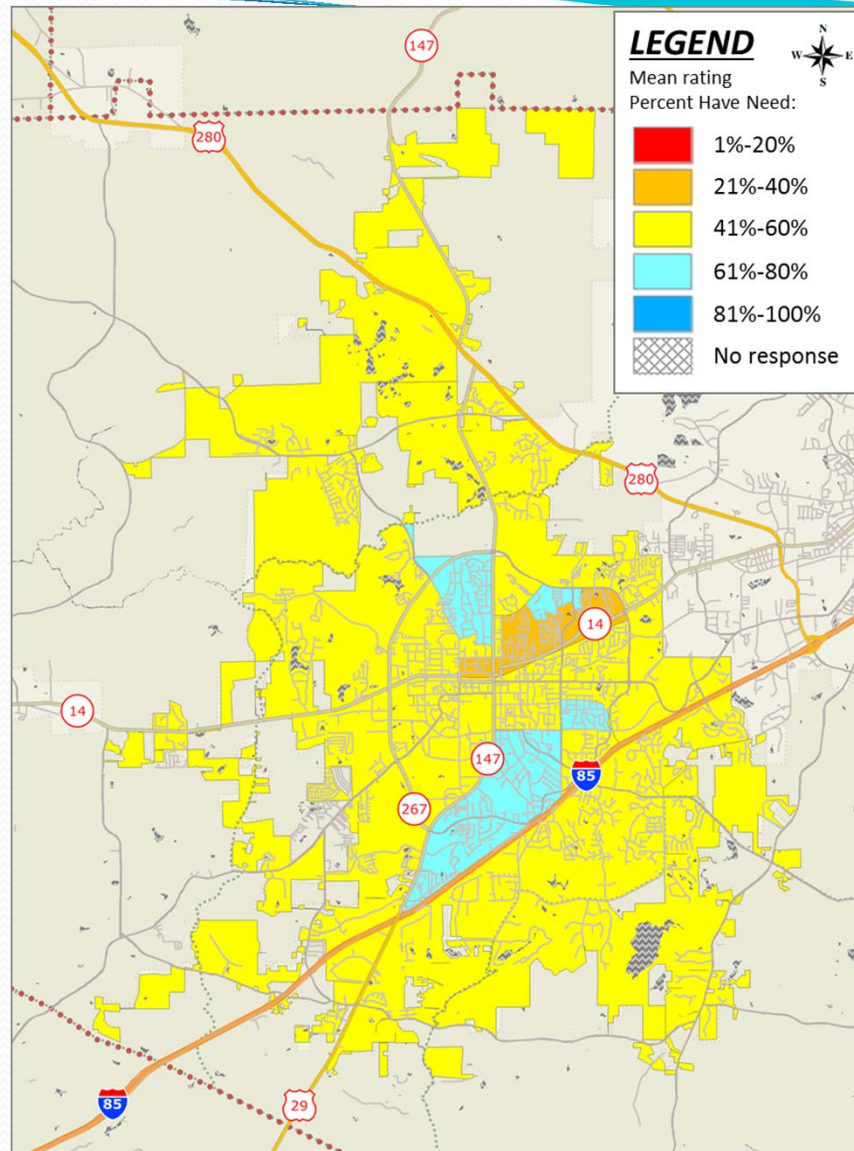 147
280
LEGEND
N
W E
S
Mean rating
Percent Have Need:
1%-20%
21%-40%
41%-60%
61%-80%
81%-100%
No response
280
14
14
147
85
267
85
29